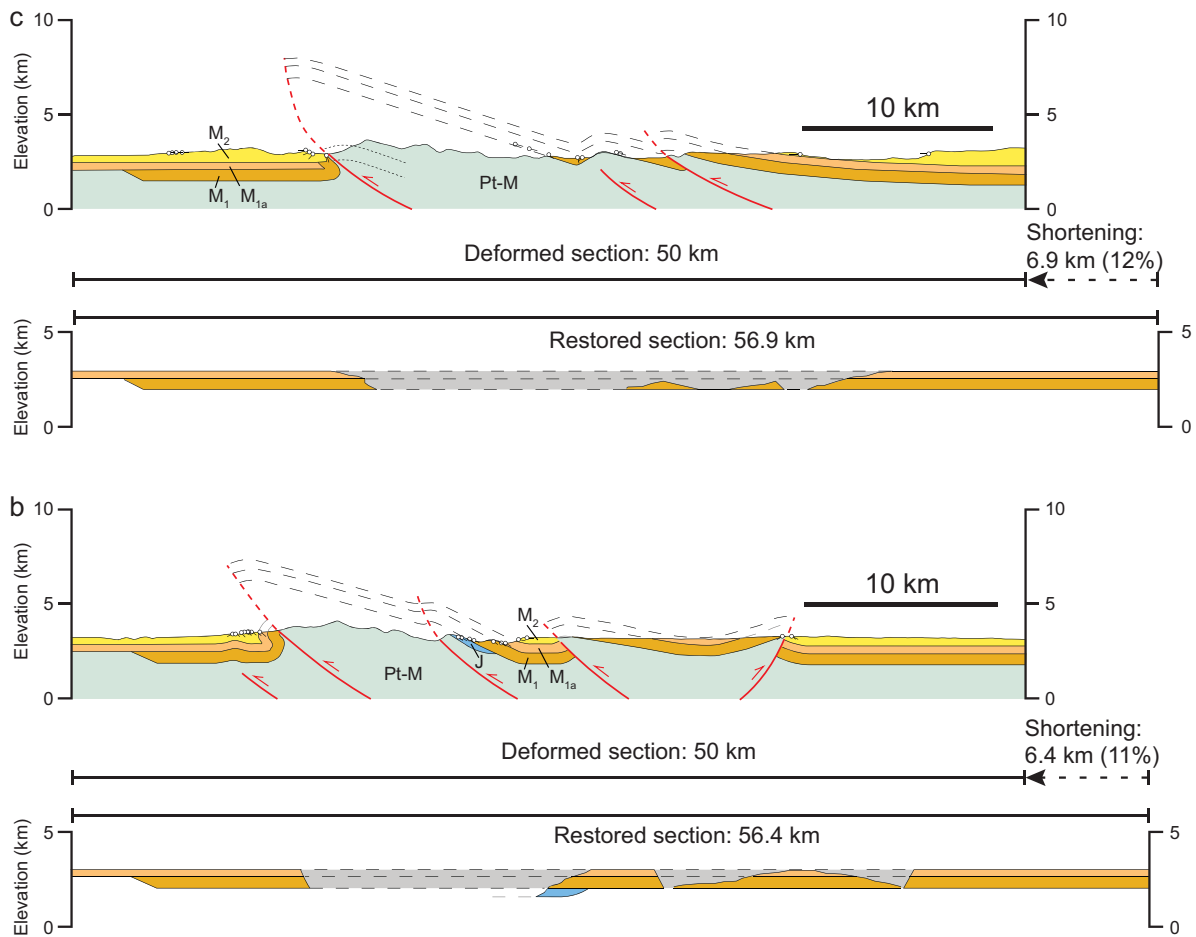 c
10
5
0
Elevation (km)
M2
M1
M1a
Pt-M
10 km
10
5
0
Shortening:
6.9 km (12%)
Deformed section: 50 km
Restored section: 56.9 km
5
0
Elevation (km)
5
0
b
10
5
0
Elevation (km)
Pt-M
J
M2
M1
M1a
10 km
10
5
0
Shortening:
6.4 km (11%)
Deformed section: 50 km
Restored section: 56.4 km
5
0
Elevation (km)
5
0